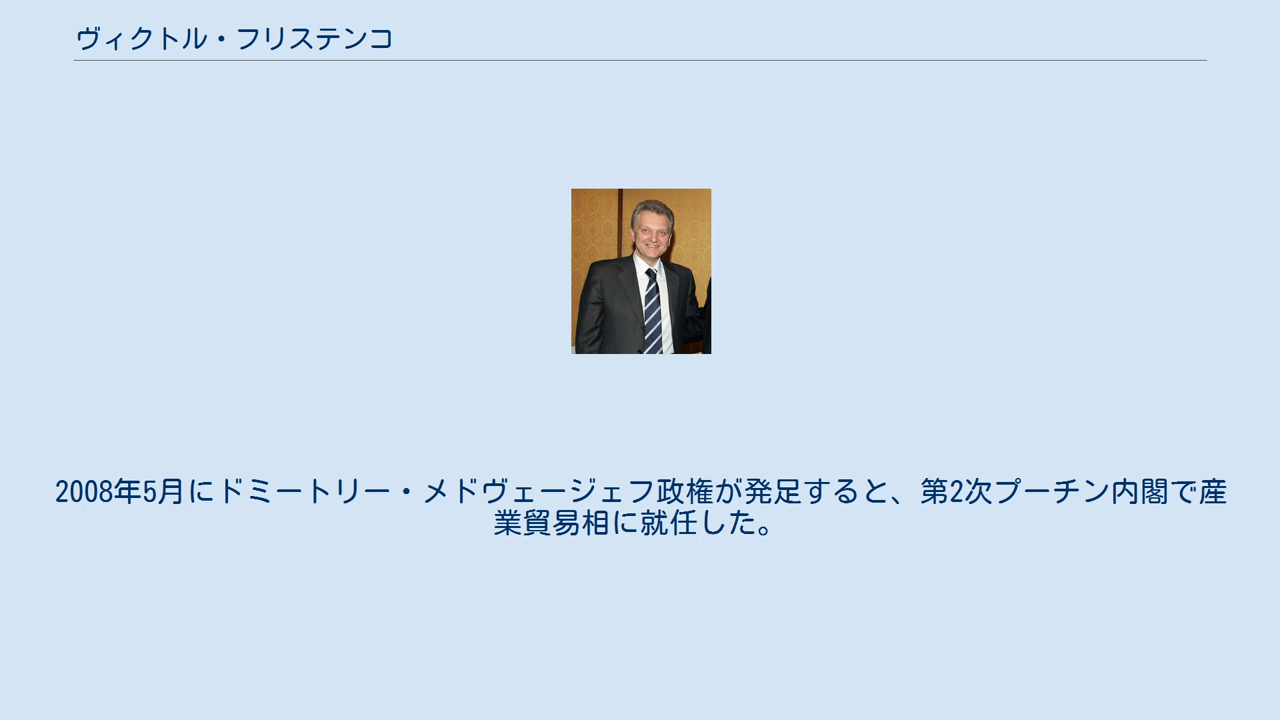 ヴィクトル・フリステンコ
2008年5月にドミートリー・メドヴェージェフ政権が発足すると、第2次プーチン内閣で産
業貿易相に就任した。